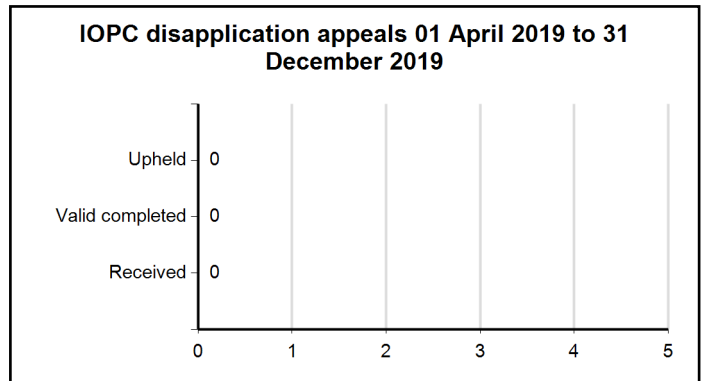 IOPC disapplication appeals 01 April 2019 to 31
December 2019
Upheld 0
Valid completed 0
Received 0
0 1 2 3 4 5